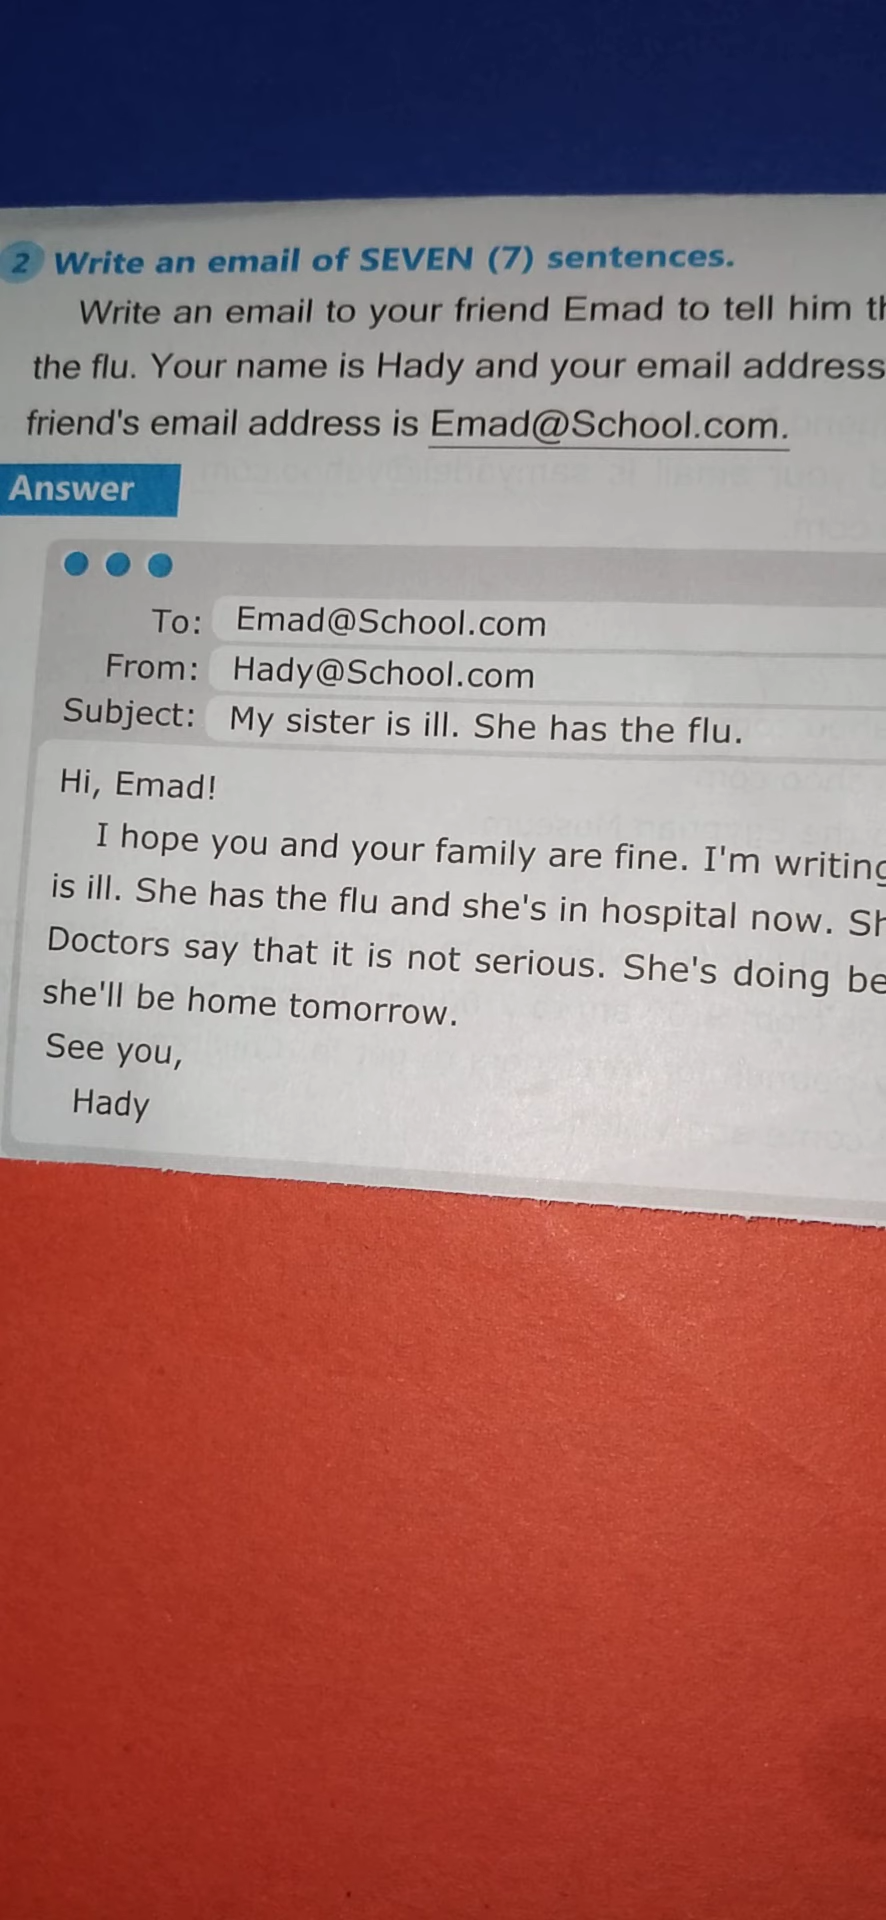 2 Write an email of SEVEN (7) sentences.
Write an email to your friend Emad to tell him
the flu. Your name is Hady and your email address
friend's email address is Emad@School.com.
Answer
To: Emad@School.com
From: Hady@School.com
Subject: My sister is ill. She has the flu.
Hi, Emad!
I hope you and your family are fine. I'm writing
is ill. She has the flu and she's in hospital now.
Doctors say that it is not serious. She's doing
she'll be home tomorrow.
See you,
Hady